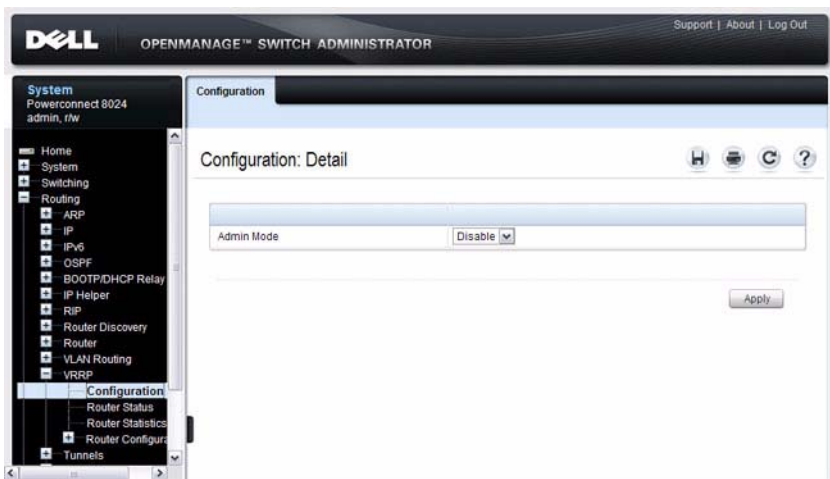 DELL OPENMANAGE™ SWITCH ADMINISTRATOR
Support | About | Log Out
System
Powerconnect 8024
admin, r/w
Home
System
Switching
Routing
ARP
IP
IPv6
OSPF
BOOTP/DHCP Relay
IP Helper
RIP
Router Discovery
Router
VLAN Routing
VRRP
Configuration
Router Status
Router Statistics
Router Configura
Tunnels
Configuration
Configuration: Detail
Admin Mode Disable
Apply